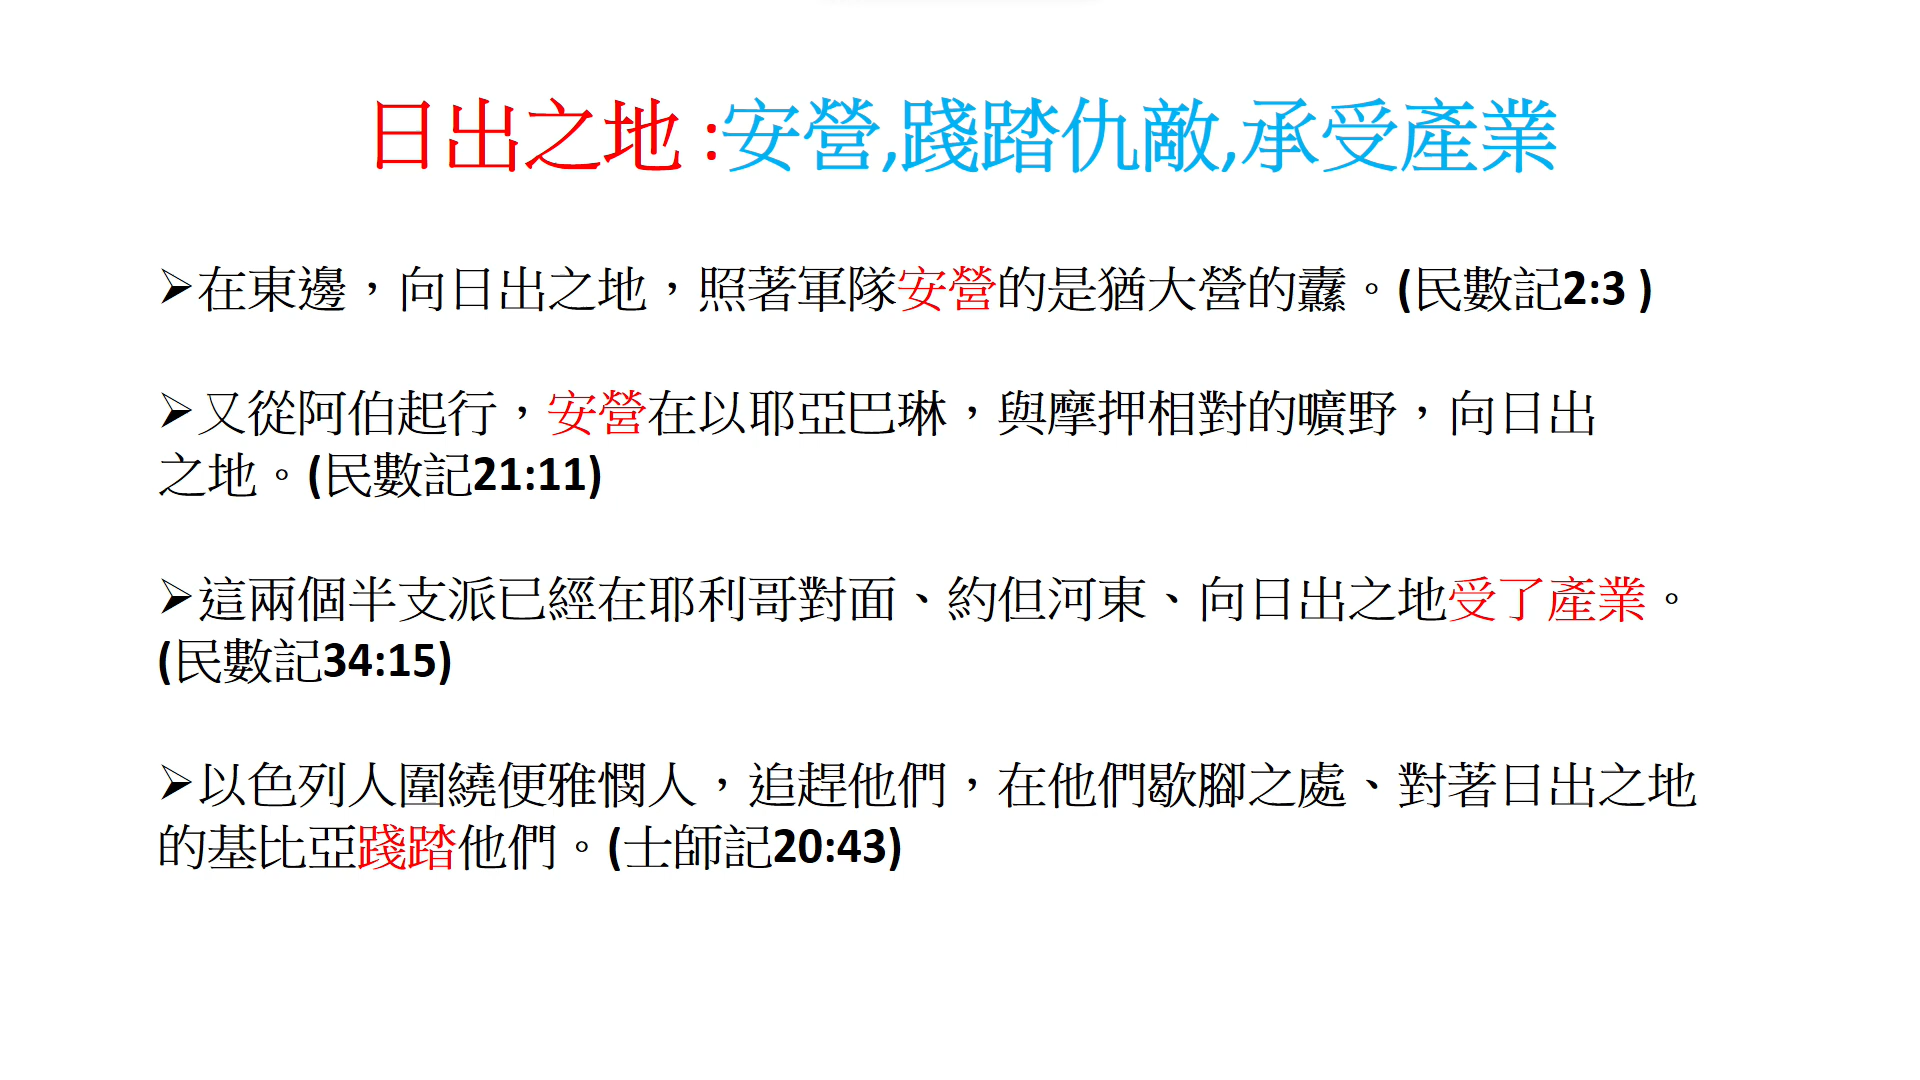 日出之地 :安營,踐踏仇敵,承受產業
➢在東邊，向日出之地，照著軍隊安營的是猶大營的纛。(民數記2:3 )
➢又從阿伯起行，安營在以耶亞巴琳，與摩押相對的曠野，向日出
之地。(民數記21:11)
➢這兩個半支派已經在耶利哥對面、約但河東、向日出之地受了產業。
(民數記34:15)
➢以色列人圍繞便雅憫人，追趕他們，在他們歇腳之處、對著日出之地
的基比亞踐踏他們。(士師記20:43)